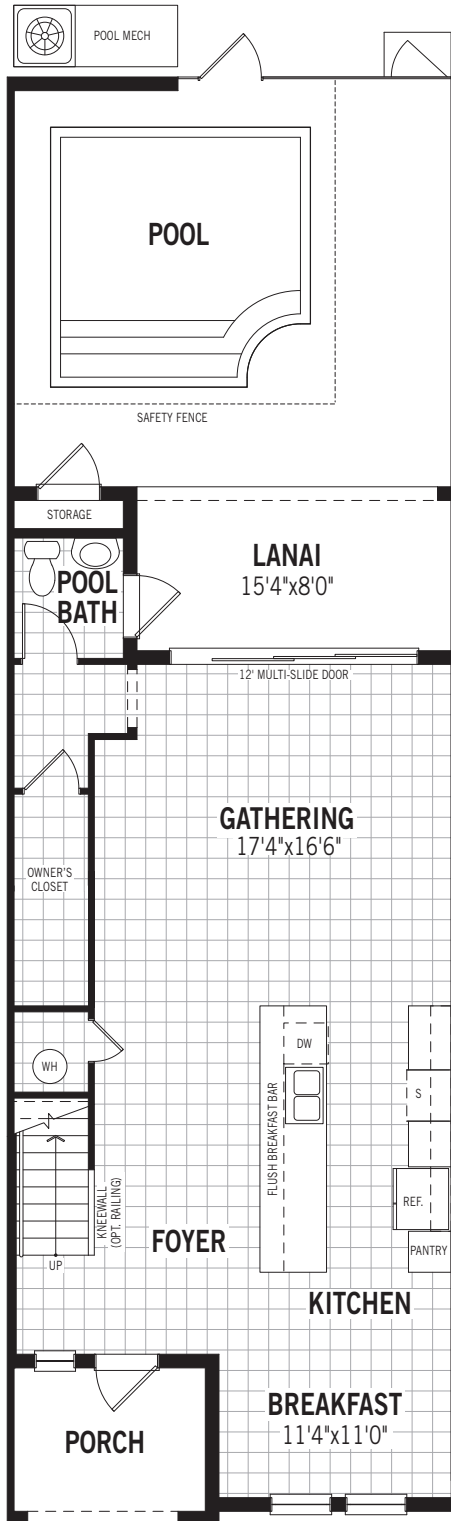 POOL MECH
POOL
SAFETY FENCE
STORAGE
LANAI
15'4"x8'0"
POOL
BATH
12' MULTI-SLIDE DOOR
GATHERING
17'4"x16'6"
OWNER'S
CLOSET
DW
WH
S
FLUSH BREAKFAST BAR
KNEEWALL
(OPT. RAILING)
REF.
FOYER
PANTRY
UP
KITCHEN
BREAKFAST
11'4"x11'0"
PORCH